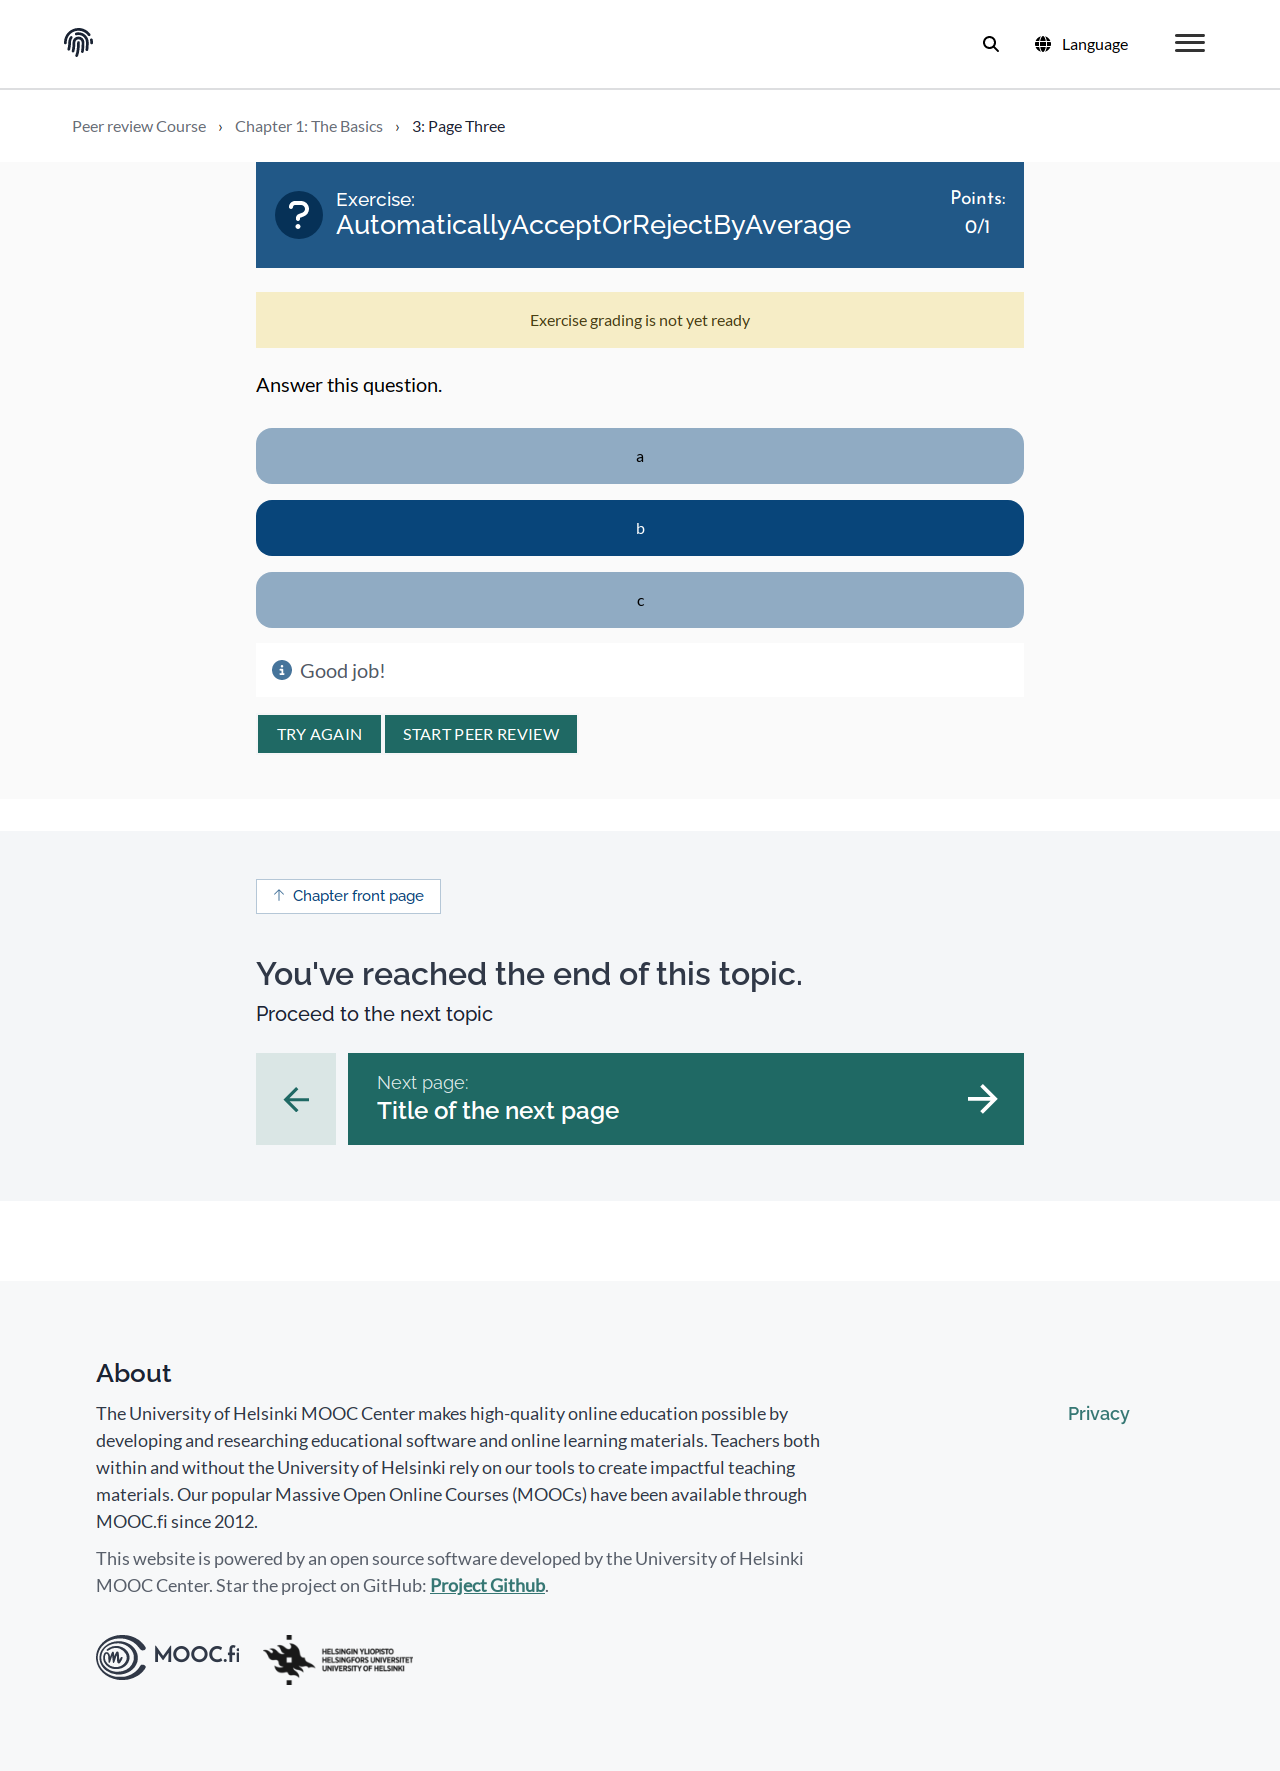 Language
Peer review Course › Chapter 1: The Basics › 3: Page Three
Exercise:
AutomaticallyAcceptOrRejectByAverage
Points:
0/1
Exercise grading is not yet ready
Answer this question.
a
b
c
Good job!
TRY AGAIN START PEER REVIEW
Chapter front page
You've reached the end of this topic.
Proceed to the next topic
Next page:
Title of the next page
About
The University of Helsinki MOOC Center makes high-quality online education possible by
developing and researching educational software and online learning materials. Teachers both
within and without the University of Helsinki rely on our tools to create impactful teaching
materials. Our popular Massive Open Online Courses (MOOCs) have been available through
MOOC.fi since 2012.
Privacy
This website is powered by an open source software developed by the University of Helsinki
MOOC Center. Star the project on GitHub: Project Github.
MOOC.fi
HELSINGIN YLIOPISTO
HELSINGFORS UNIVERSITET
UNIVERSITY OF HELSINKI